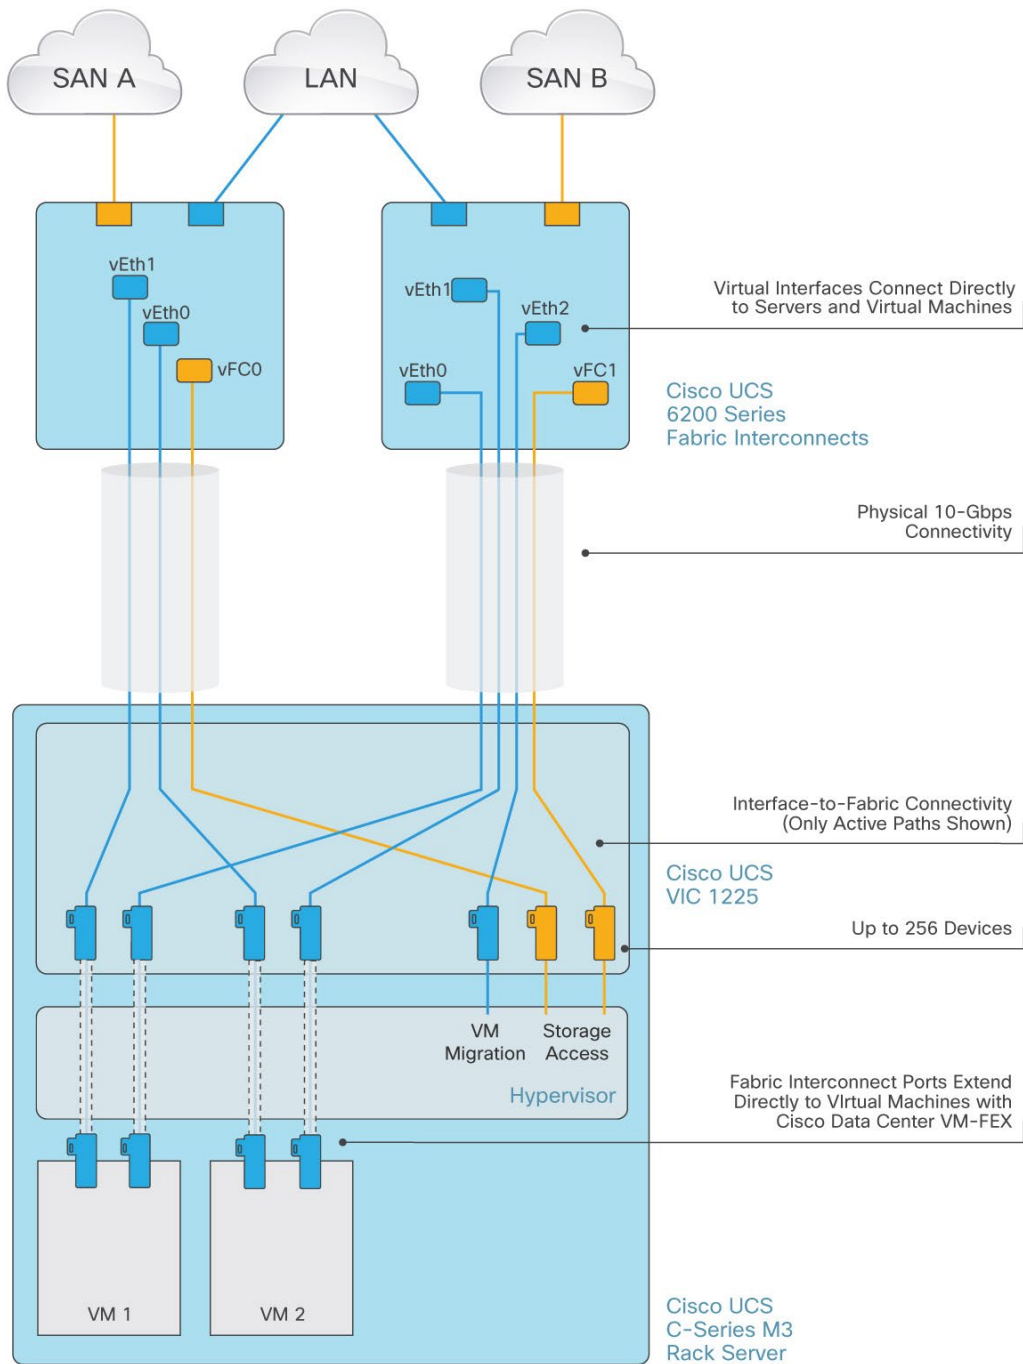 SAN A
LAN
SAN B
vEth1
vEth0
vFC0
vEth1
vEth2
vEth0
vFC1
Virtual Interfaces Connect Directly
to Servers and Virtual Machines
Cisco UCS
6200 Series
Fabric Interconnects
Physical 10-Gbps
Connectivity
Interface-to-Fabric Connectivity
(Only Active Paths Shown)
Cisco UCS
VIC 1225
Up to 256 Devices
VM
Migration
Storage
Access
Hypervisor
Fabric Interconnect Ports Extend
Directly to VIrtual Machines with
Cisco Data Center VM-FEX
VM 1
VM 2
Cisco UCS
C-Series M3
Rack Server